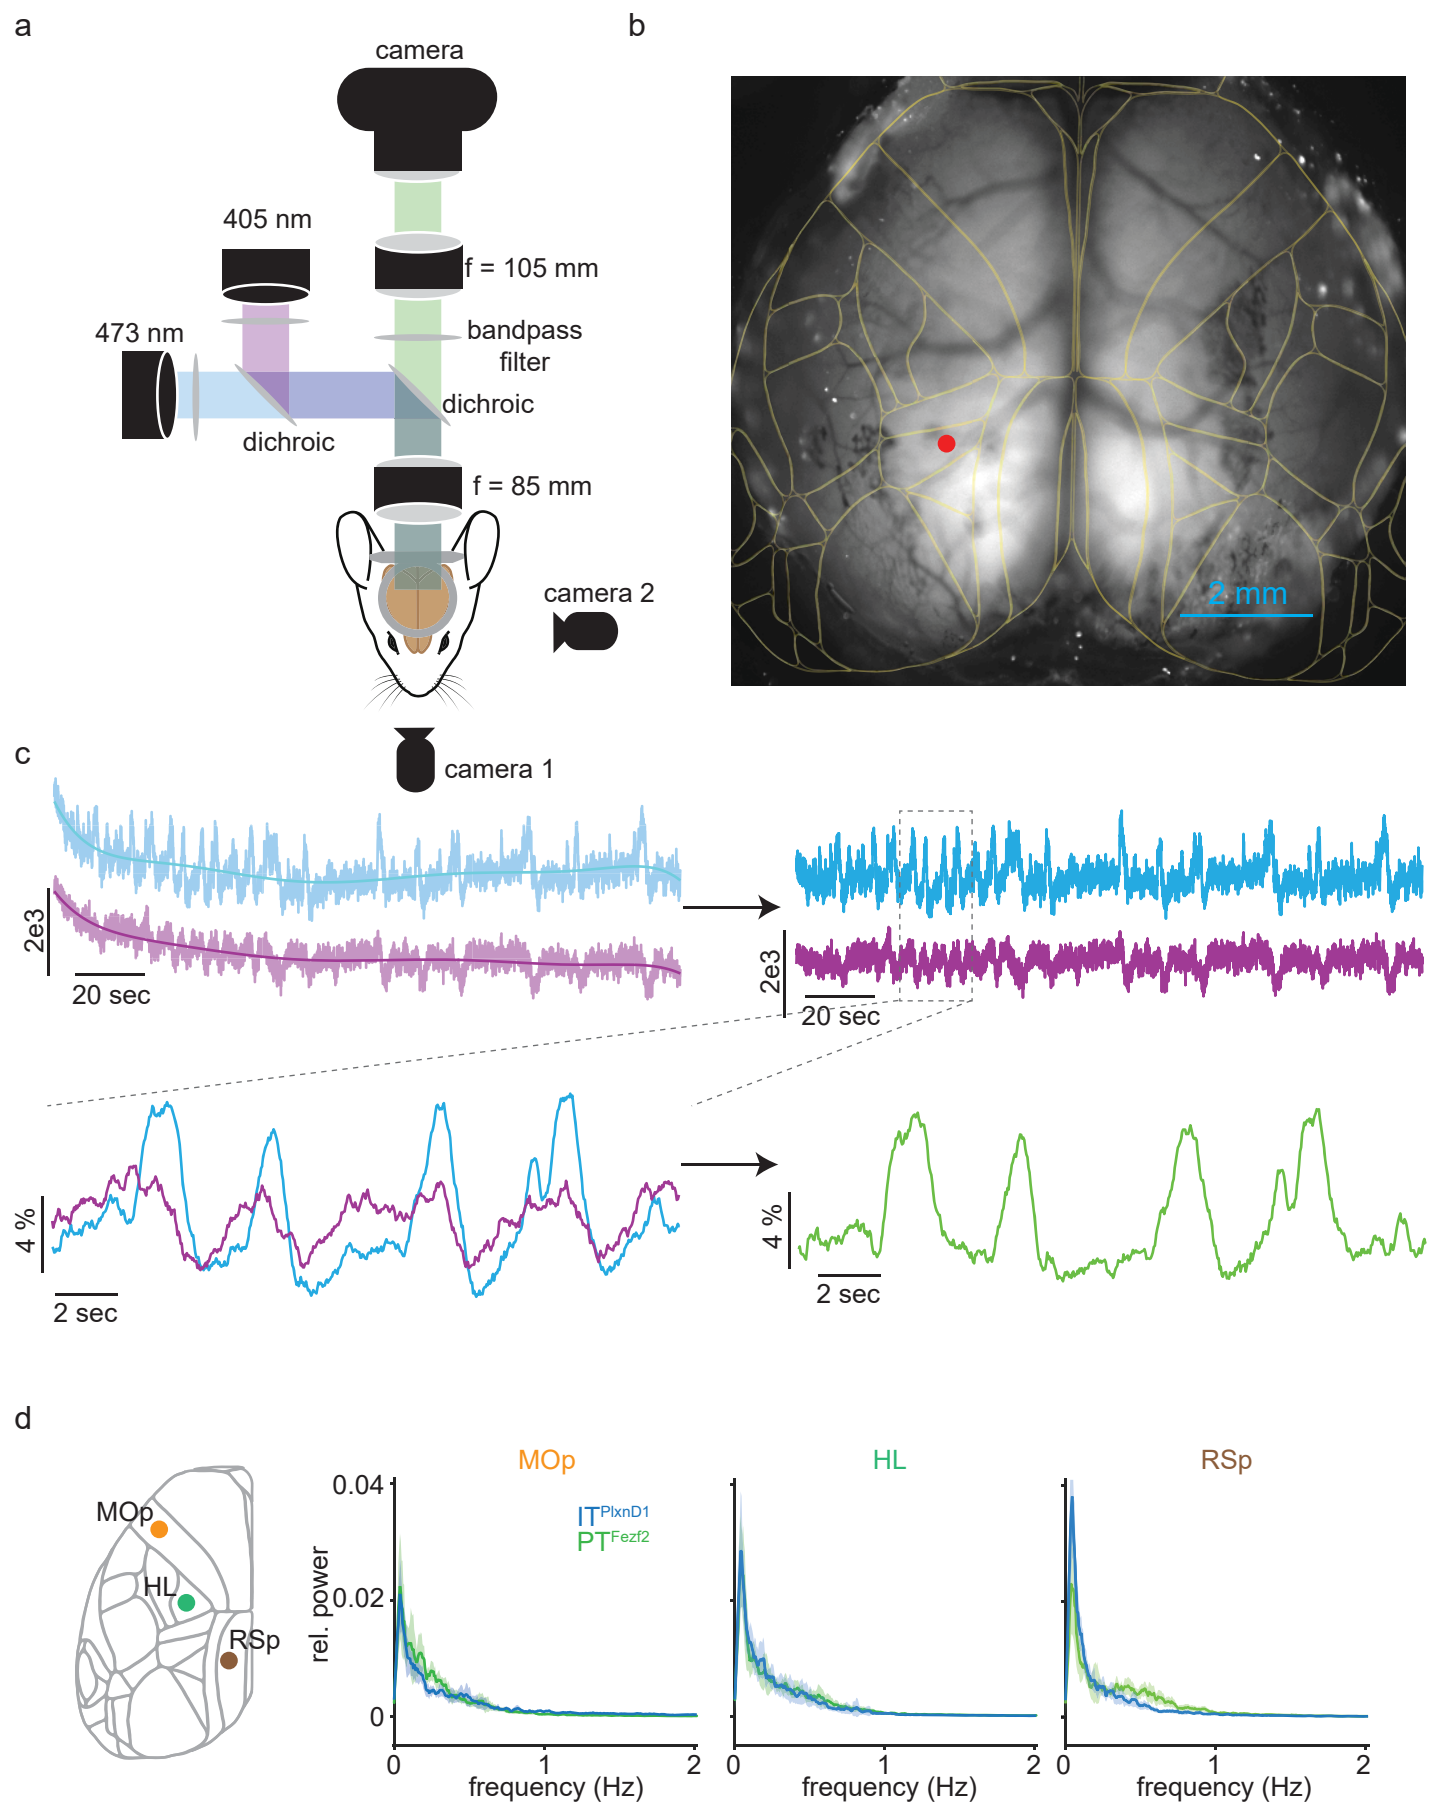 a
camera
405 nm
f = 105 mm
473 nm
bandpass
filter
dichroic
dichroic
f = 85 mm
camera 2
camera 1
b
2 mm
c
2e3
20 sec
2e3
20 sec
4 %
2 sec
4 %
2 sec
d
MOp
HL
RSp
MOp
HL
RSp
IT^PlxnD1
PT^Fezf2
rel. power
0.04
0.02
0
0
1
2
frequency (Hz)
0
1
2
frequency (Hz)
0
1
2
frequency (Hz)